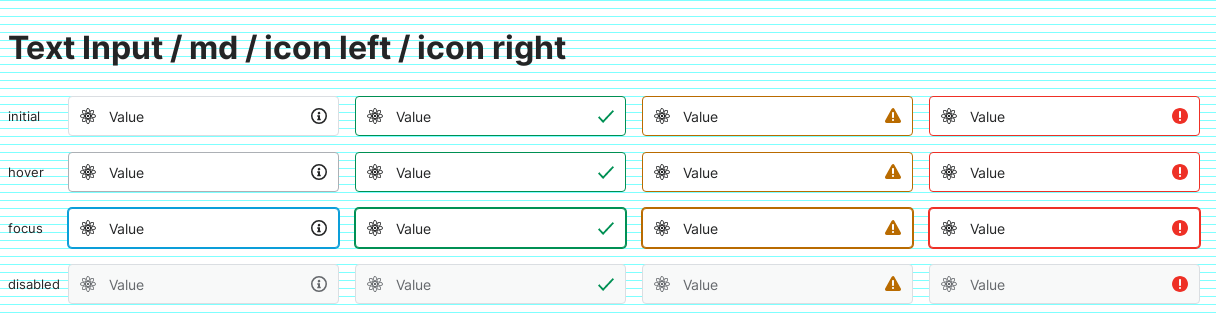 Text Input / md / icon left / icon right
initial Value Value Value Value
hover Value Value Value Value
focus Value Value Value Value
disabled Value Value Value Value